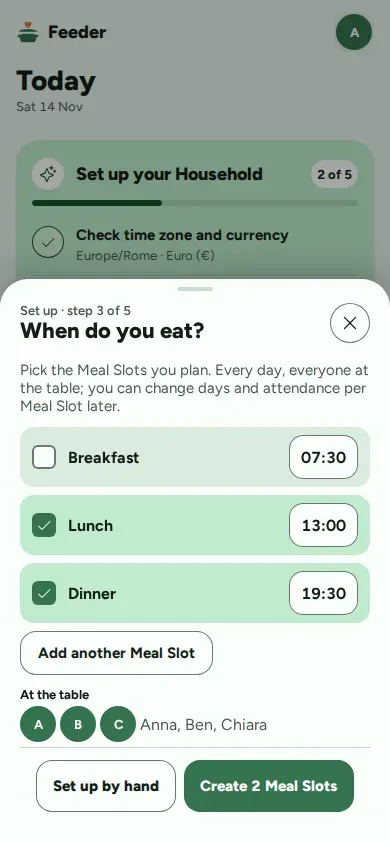 Feeder
A
Today
Sat 14 Nov
Set up your Household
2 of 5
Check time zone and currency
Europe/Rome · Euro (€)
Set up · step 3 of 5
When do you eat?
Pick the Meal Slots you plan. Every day, everyone at
the table; you can change days and attendance per
Meal Slot later.
Breakfast
07:30
Lunch
13:00
Dinner
19:30
Add another Meal Slot
At the table
A B C Anna, Ben, Chiara
Set up by hand
Create 2 Meal Slots